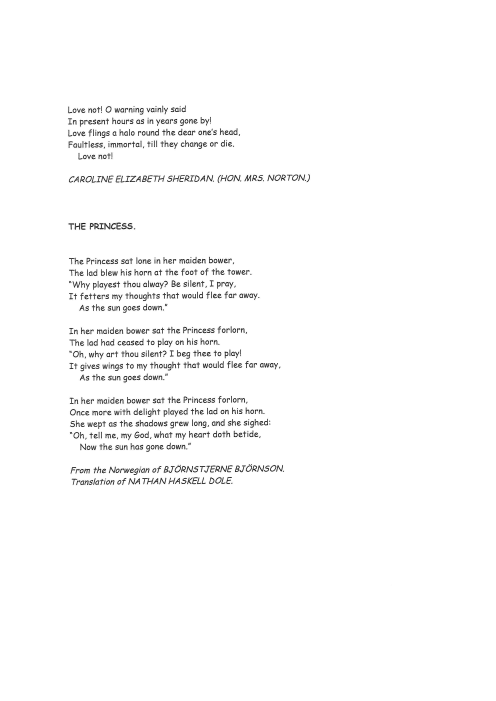 Love not! O warning vainly said
In present hours as in years gone by!
Love flings a halo round the dear one's head,
Faultless, immortal, till they change or die.
Love not!
CAROLINE ELIZABETH SHERIDAN. (HON. MRS. NORTON.)
THE PRINCESS.
The Princess sat lone in her maiden bower,
The lad blew his horn at the foot of the tower.
"Why playest thou alway? Be silent, I pray,
It fetters my thoughts that would flee far away.
As the sun goes down."
In her maiden bower sat the Princess forlorn,
The lad had ceased to play on his horn.
"Oh, why art thou silent? I beg thee to play!
It gives wings to my thought that would flee far away,
As the sun goes down."
In her maiden bower sat the Princess forlorn,
Once more with delight played the lad on his horn.
She wept as the shadows grew long, and she sighed:
"Oh, tell me, my God, what my heart doth betide,
Now the sun has gone down."
From the Norwegian of BJÖRNSTJERNE BJÖRNSON.
Translation of NATHAN HASKELL DOLE.